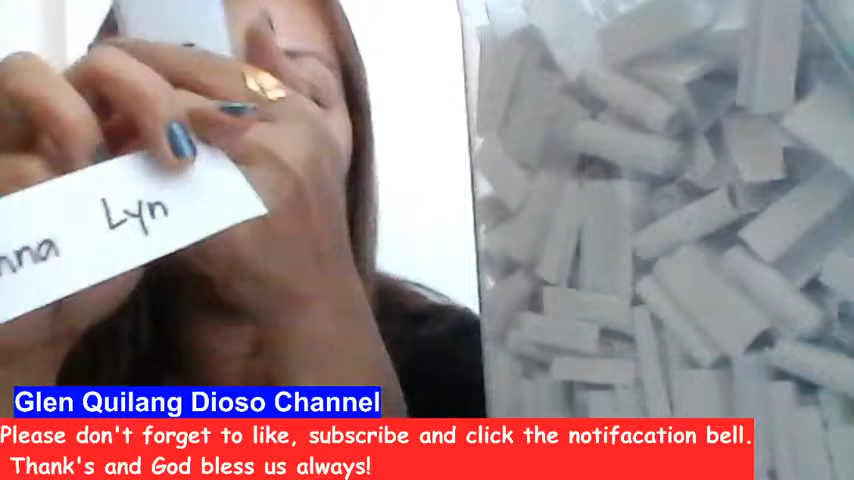 nna Lyn
Glen Quilang Dioso Channel
Please don't forget to like, subscribe and click the notifacation bell.
Thank's and God bless us always!